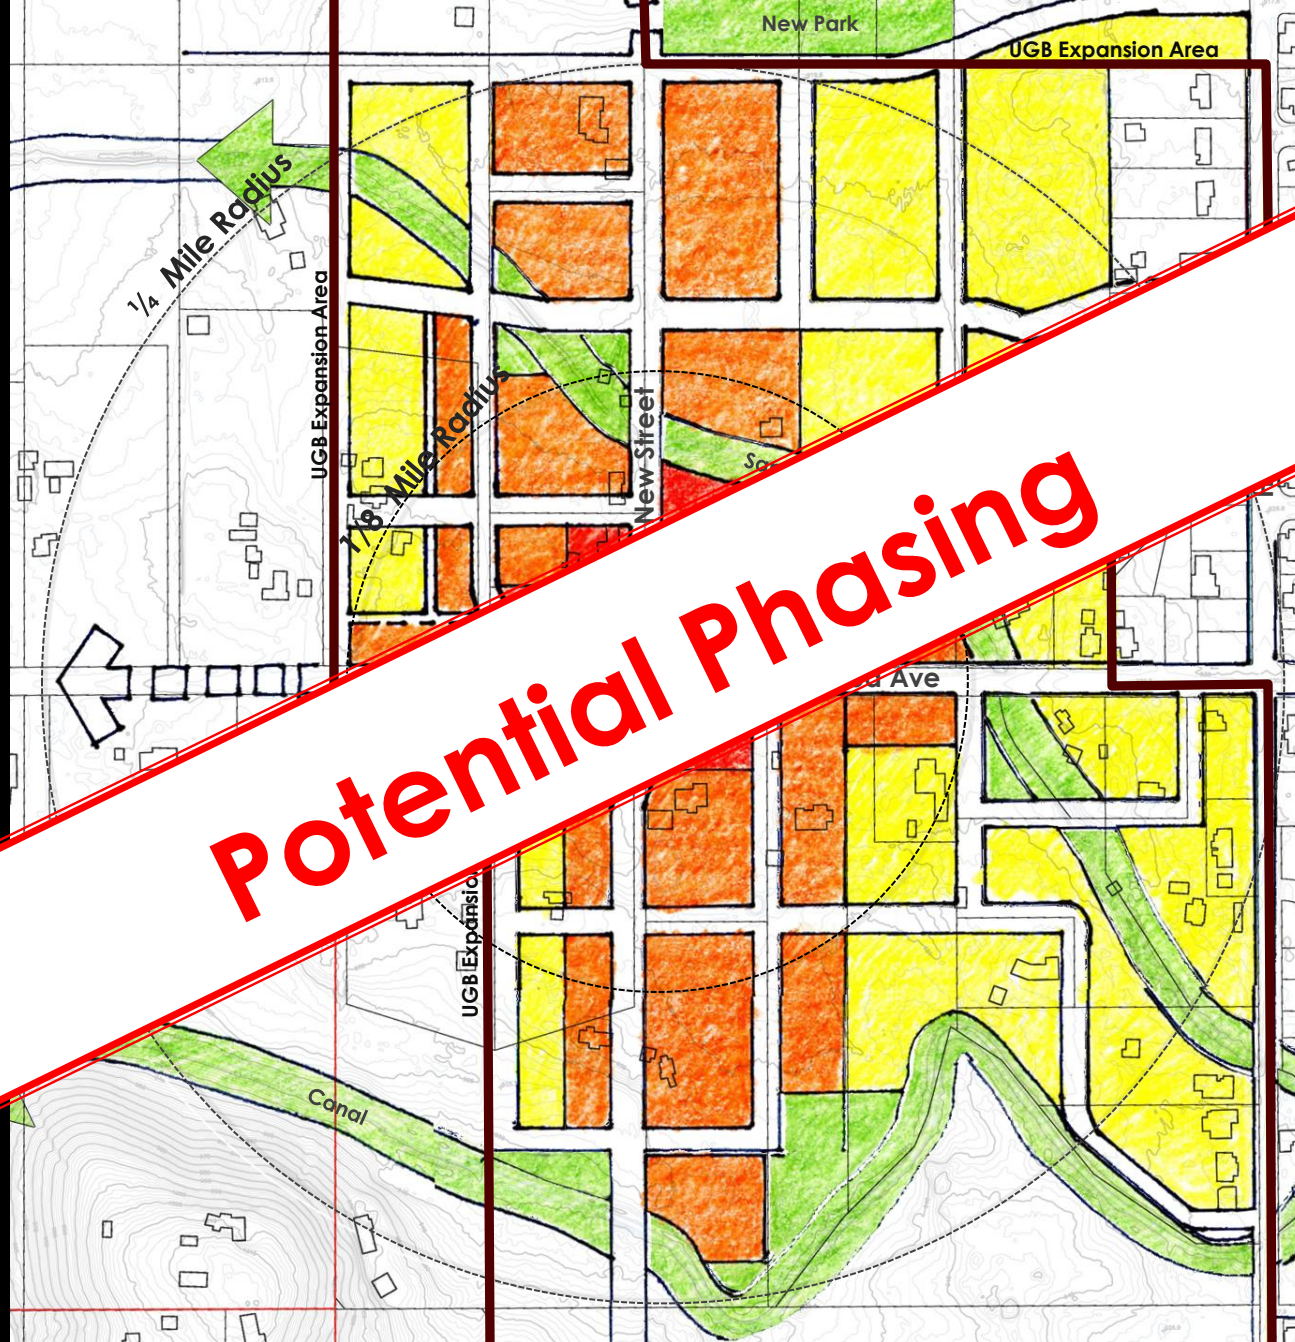 New Park
UGB Expansion Area
1/4 Mile Radius
UGB Expansion Area
1/8 Mile Radius
New Street
Potential Phasing
Ave
UGB
Canal